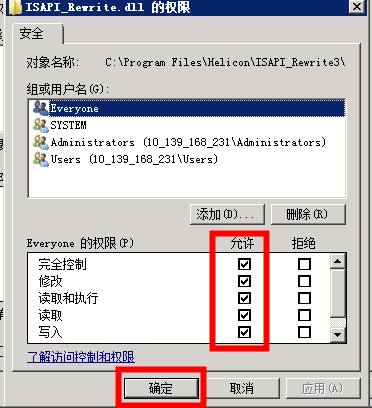 ISAPI_Rewrite.dll 的权限
安全
对象名称: C:\Program Files\Helicon\ISAPI_Rewrite3\
组或用户名(G):
Everyone
SYSTEM
Administrators (10_139_168_231\Administrators)
Users (10_139_168_231\Users)
添加(D)... 删除(R)
Everyone 的权限(P) 允许 拒绝
完全控制
修改
读取和执行
读取
写入
了解访问控制和权限
确定 取消 应用(A)